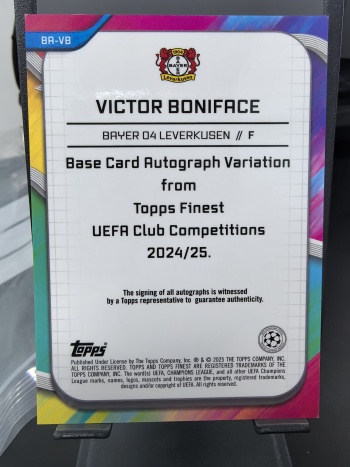 BA-VB
1904
BAYER
Leverkusen
VICTOR BONIFACE
BAYER 04 LEVERKUSEN // F
Base Card Autograph Variation
from
Topps Finest
UEFA Club Competitions
2024/25.
The signing of all autographs is witnessed
by a Topps representative to guarantee authenticity.
Topps
Published Under License by The Topps Company, Inc. ® & © 2025 THE TOPPS COMPANY, INC.
ALL RIGHTS RESERVED. TOPPS AND TOPPS FINEST ARE REGISTERED TRADEMARKS OF THE
TOPPS COMPANY, INC. The word(s) UEFA, CHAMPIONS LEAGUE, and all other UEFA Champions
League marks, names, logos, mascots and trophies are the property, registered trademarks,
designs and/or copyright of UEFA. All rights reserved.